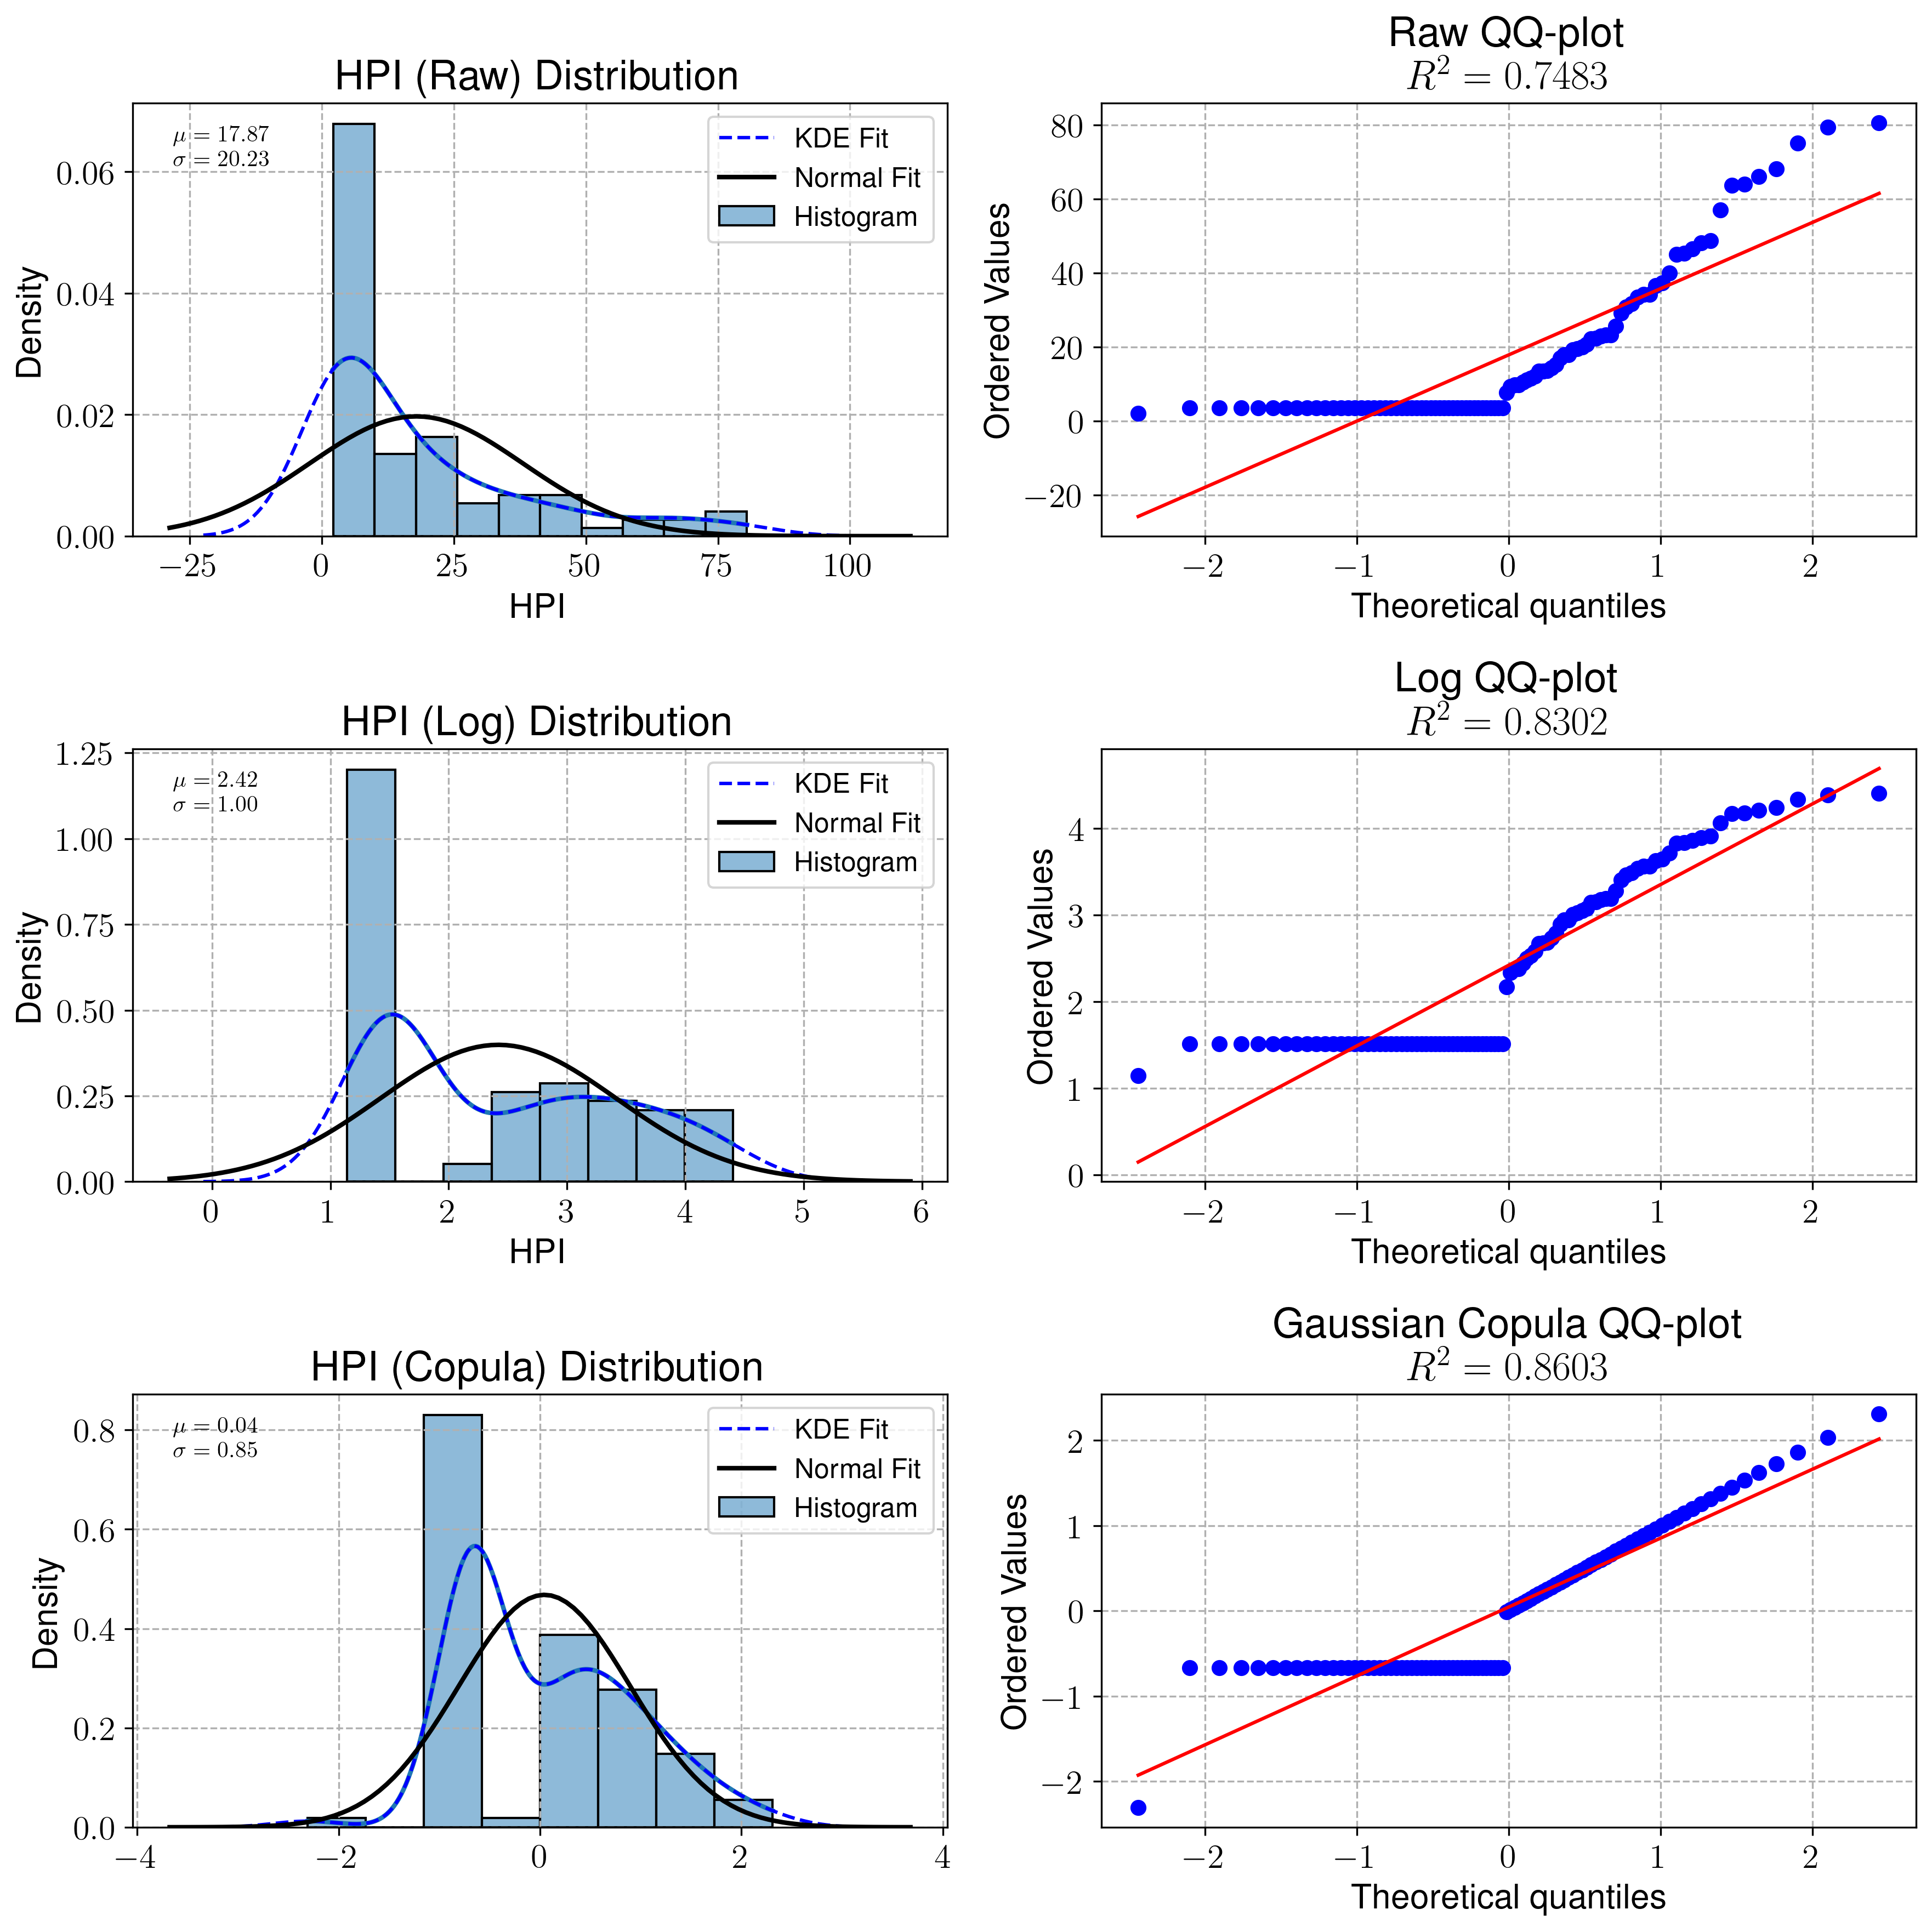 HPI (Raw) Distribution
μ = 17.87
σ = 20.23
KDE Fit
Normal Fit
Histogram
Density
0.06
0.04
0.02
0.00
−25 0 25 50 75 100
HPI
Raw QQ-plot
R² = 0.7483
Ordered Values
80
60
40
20
0
−20
−2 −1 0 1 2
Theoretical quantiles
HPI (Log) Distribution
μ = 2.42
σ = 1.00
KDE Fit
Normal Fit
Histogram
Density
1.25
1.00
0.75
0.50
0.25
0.00
0 1 2 3 4 5 6
HPI
Log QQ-plot
R² = 0.8302
Ordered Values
4
3
2
1
0
−2 −1 0 1 2
Theoretical quantiles
HPI (Copula) Distribution
μ = 0.04
σ = 0.85
KDE Fit
Normal Fit
Histogram
Density
0.8
0.6
0.4
0.2
0.0
−4 −2 0 2 4
Gaussian Copula QQ-plot
R² = 0.8603
Ordered Values
2
1
0
−1
−2
−2 −1 0 1 2
Theoretical quantiles